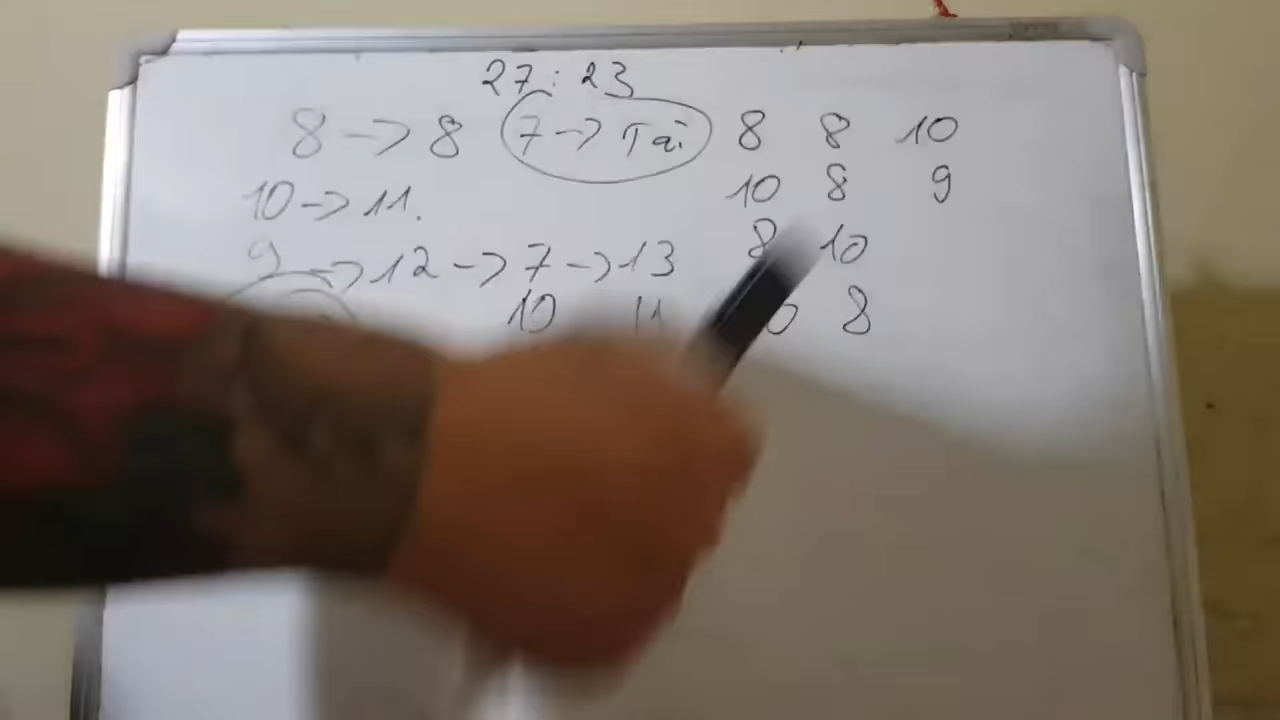 27 : 23
8 -> 8 7 -> Tài 8 8 10
10 -> 11. 10 8 9
9 -> 12 -> 7 -> 13 8 10
10 11 8